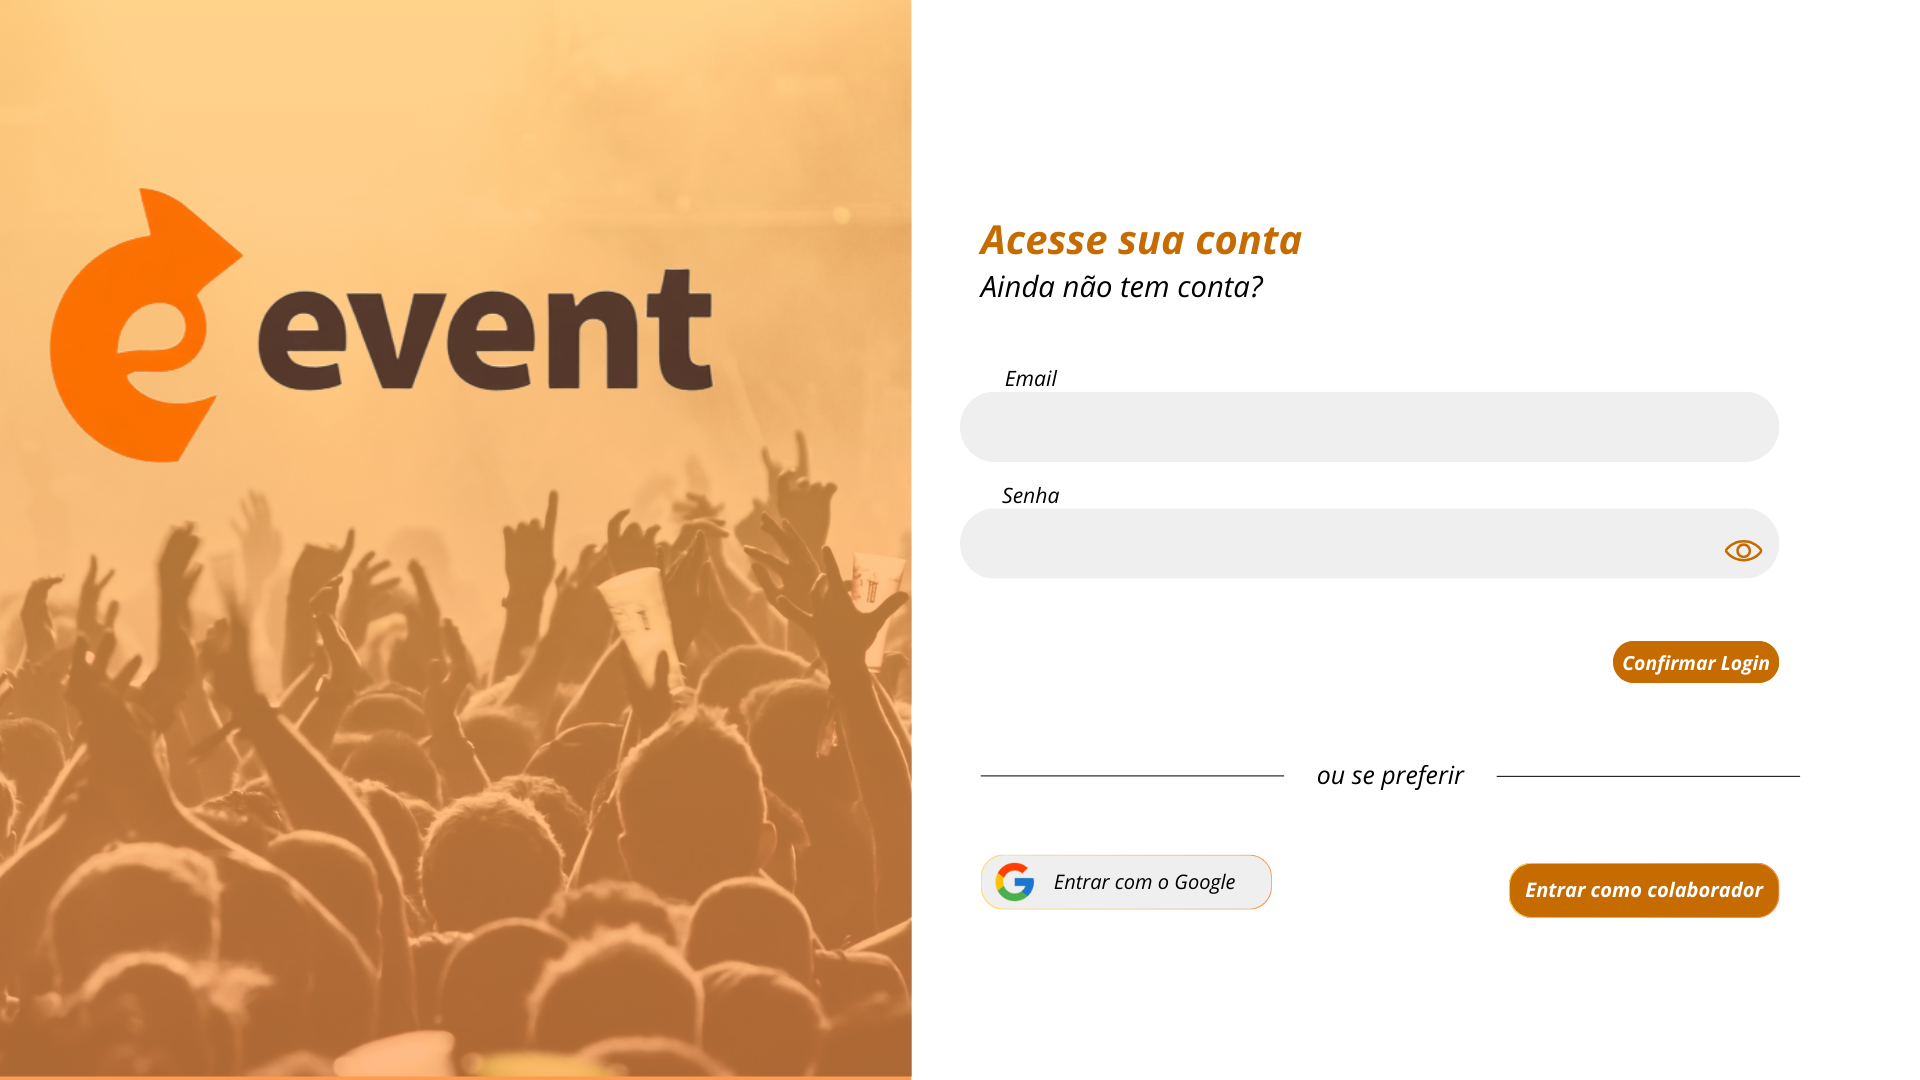 event
Acesse sua conta
Ainda não tem conta?
Email
Senha
Confirmar Login
ou se preferir
Entrar com o Google
Entrar como colaborador